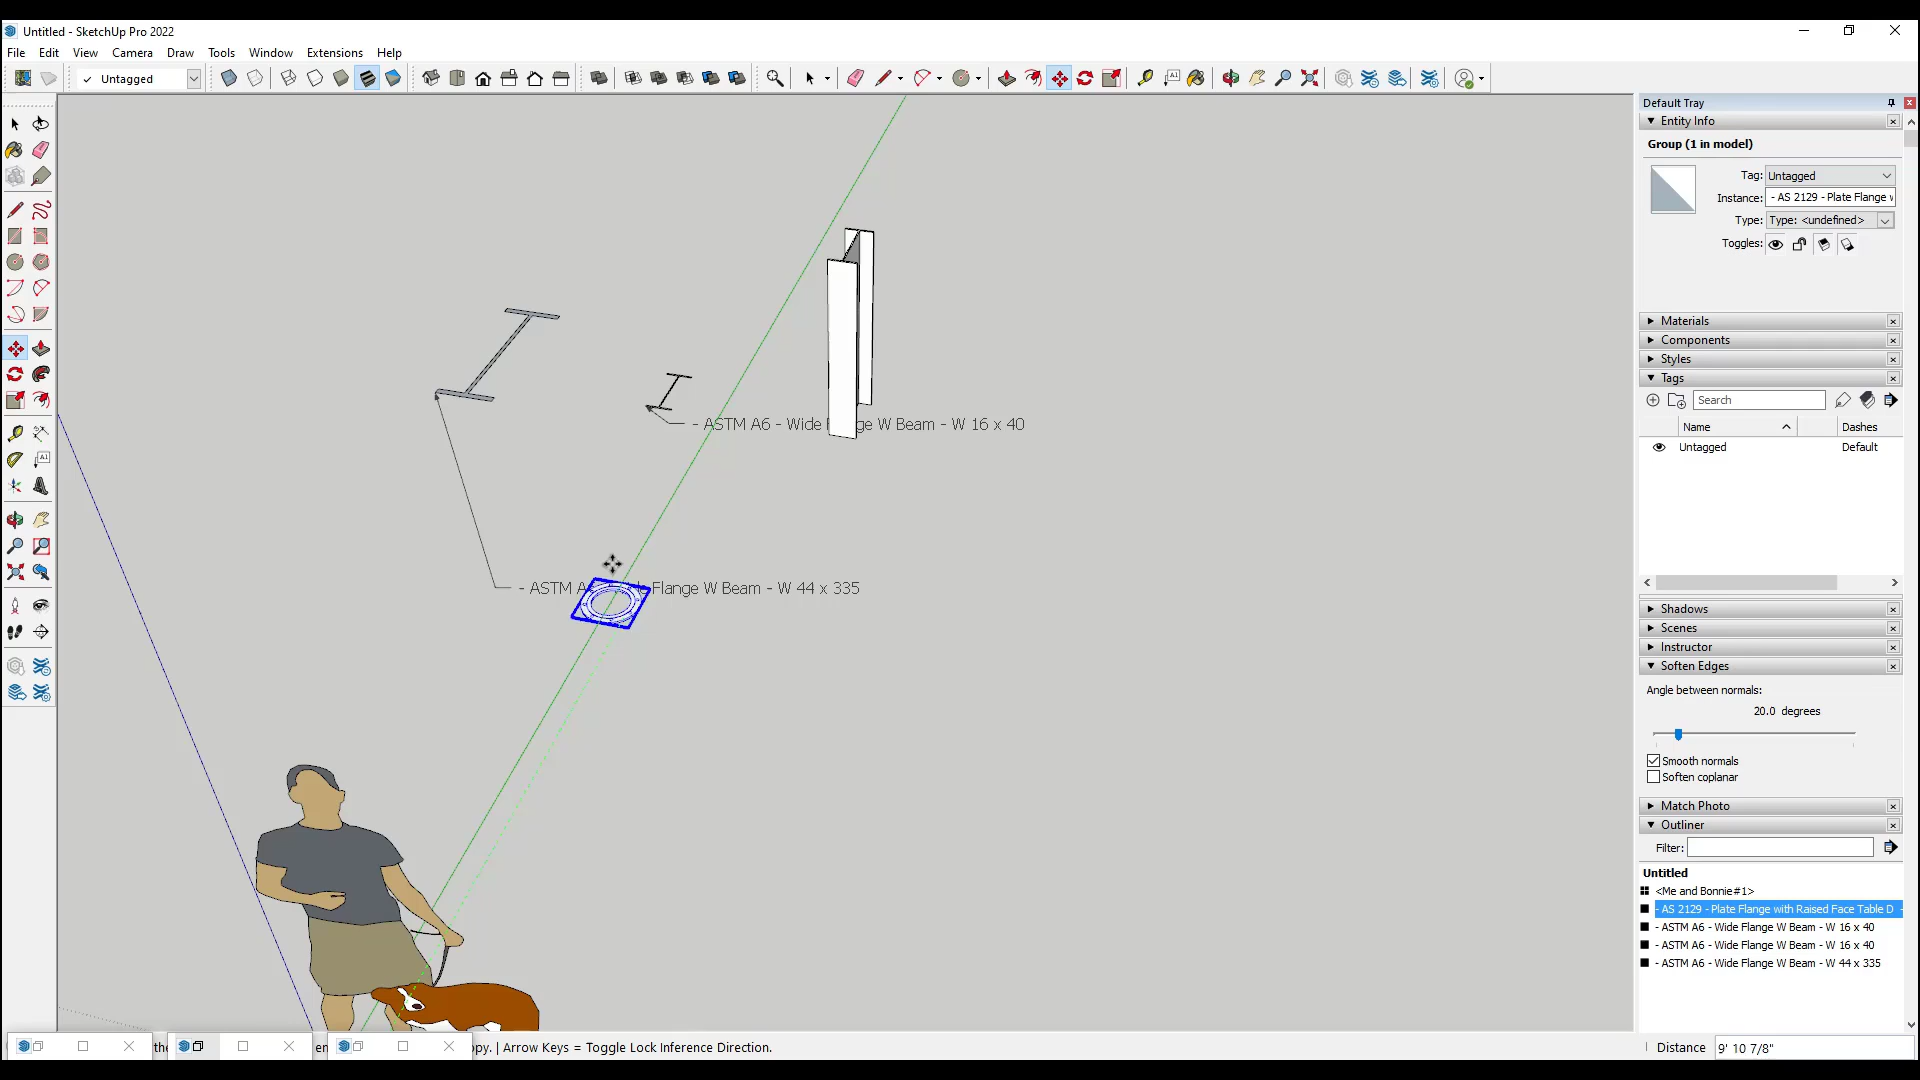 Untitled - SketchUp Pro 2022
File Edit View Camera Draw Tools Window Extensions Help
✓ Untagged
Default Tray
Entity Info
Group (1 in model)
Tag: Untagged
Instance: - AS 2129 - Plate Flange
Type: Type: <undefined>
Toggles:
Materials
Components
Styles
Tags
Search
Name Dashes
Untagged Default
- ASTM A6 - Wide Fl ge W Beam - W 16 x 40
- ASTM A Flange W Beam - W 44 x 335
Shadows
Scenes
Instructor
Soften Edges
Angle between normals:
20.0 degrees
Smooth normals
Soften coplanar
Match Photo
Outliner
Filter:
Untitled
<Me and Bonnie#1>
- AS 2129 - Plate Flange with Raised Face Table D -
- ASTM A6 - Wide Flange W Beam - W 16 x 40
- ASTM A6 - Wide Flange W Beam - W 16 x 40
- ASTM A6 - Wide Flange W Beam - W 44 x 335
the en opy. | Arrow Keys = Toggle Lock Inference Direction.
Distance 9' 10 7/8"